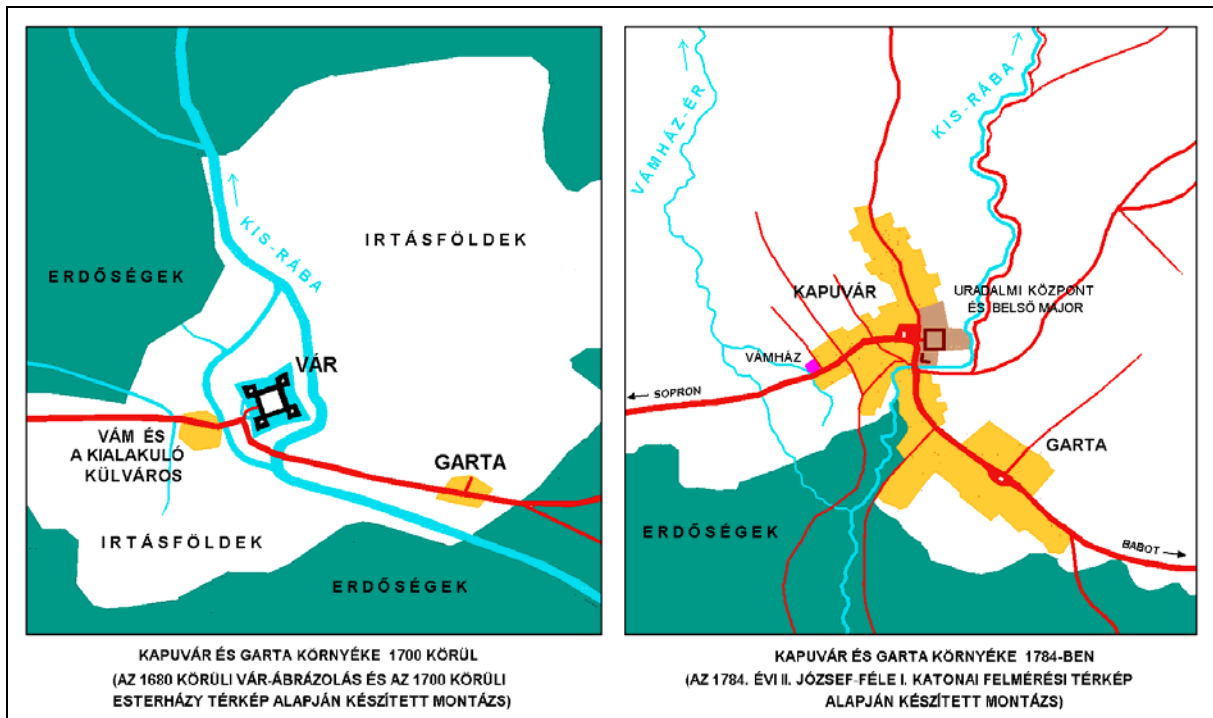 ERDŐSÉGEK
KIS-RÁBA
IRTÁSFÖLDEK
VÁR
VÁM ÉS
A KIALAKULÓ
KÜLVÁROS
GARTA
IRTÁSFÖLDEK
ERDŐSÉGEK
KAPUVÁR ÉS GARTA KÖRNYÉKE 1700 KÖRÜL
(AZ 1680 KÖRÜLI VÁR-ÁBRÁZOLÁS ÉS AZ 1700 KÖRÜLI
ESTERHÁZY TÉRKÉP ALAPJÁN KÉSZÍTETT MONTÁZS)
VÁMHÁZ-ÉR
KIS-RÁBA
KAPUVÁR
URADALMI KÖZPONT
ÉS BELSŐ MAJOR
VÁMHÁZ
← SOPRON
GARTA
ERDŐSÉGEK
BABOT →
KAPUVÁR ÉS GARTA KÖRNYÉKE 1784-BEN
(AZ 1784. ÉVI II. JÓZSEF-FÉLE I. KATONAI FELMÉRÉSI TÉRKÉP
ALAPJÁN KÉSZÍTETT MONTÁZS)